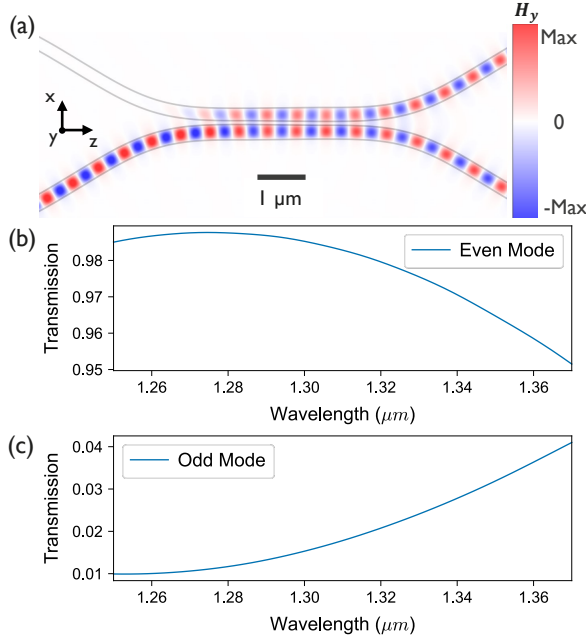 (a)
H_y
Max
0
-Max
x
y
z
1 μm
(b)
Even Mode
0.98
0.97
0.96
0.95
Transmission
1.26 1.28 1.30 1.32 1.34 1.36
Wavelength (μm)
(c)
Odd Mode
0.04
0.03
0.02
0.01
Transmission
1.26 1.28 1.30 1.32 1.34 1.36
Wavelength (μm)